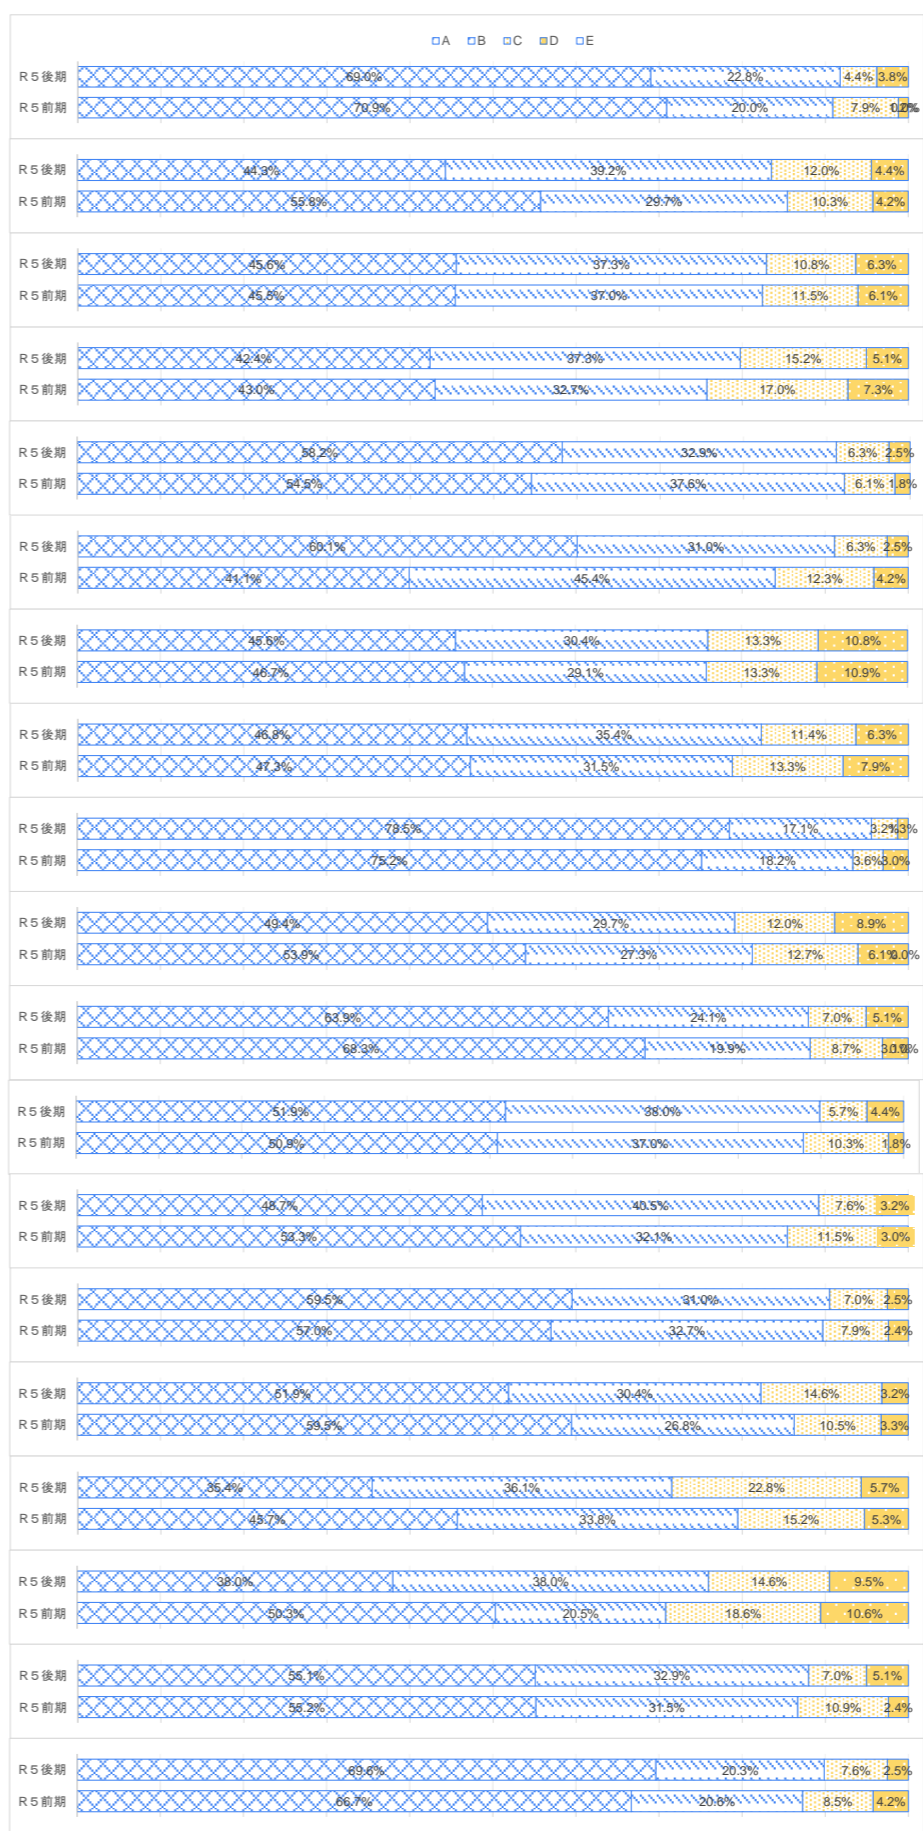 A B C D E
R５後期 69.0% 22.8% 4.4% 3.8%
R５前期 70.9% 20.0% 7.9%
R５後期 44.3% 39.2% 12.0% 4.4%
R５前期 55.8% 29.7% 10.3% 4.2%
R５後期 45.6% 37.3% 10.8% 6.3%
R５前期 45.5% 37.0% 11.5% 6.1%
R５後期 42.4% 37.3% 15.2% 5.1%
R５前期 43.0% 32.7% 17.0% 7.3%
R５後期 58.2% 32.9% 6.3% 2.5%
R５前期 54.5% 37.6% 6.1% 1.8%
R５後期 60.1% 31.0% 6.3% 2.5%
R５前期 41.1% 45.4% 12.3% 4.2%
R５後期 45.6% 30.4% 13.3% 10.8%
R５前期 46.7% 29.1% 13.3% 10.9%
R５後期 46.8% 35.4% 11.4% 6.3%
R５前期 47.3% 31.5% 13.3% 7.9%
R５後期 78.5% 17.1% 3.2% 1.3%
R５前期 75.2% 18.2% 3.6% 3.0%
R５後期 49.4% 29.7% 12.0% 8.9%
R５前期 53.9% 27.3% 12.7% 6.1% 0.0%
R５後期 63.9% 24.1% 7.0% 5.1%
R５前期 68.3% 19.9% 8.7%
R５後期 51.9% 38.0% 5.7% 4.4%
R５前期 50.9% 37.0% 10.3% 1.8%
R５後期 48.7% 40.5% 7.6% 3.2%
R５前期 53.3% 32.1% 11.5% 3.0%
R５後期 59.5% 31.0% 7.0% 2.5%
R５前期 57.0% 32.7% 7.9% 2.4%
R５後期 51.9% 30.4% 14.6% 3.2%
R５前期 59.5% 26.8% 10.5% 3.3%
R５後期 35.4% 36.1% 22.8% 5.7%
R５前期 45.7% 33.8% 15.2% 5.3%
R５後期 38.0% 38.0% 14.6% 9.5%
R５前期 50.3% 20.5% 18.6% 10.6%
R５後期 55.1% 32.9% 7.0% 5.1%
R５前期 55.2% 31.5% 10.9% 2.4%
R５後期 69.6% 20.3% 7.6% 2.5%
R５前期 66.7% 20.6% 8.5% 4.2%